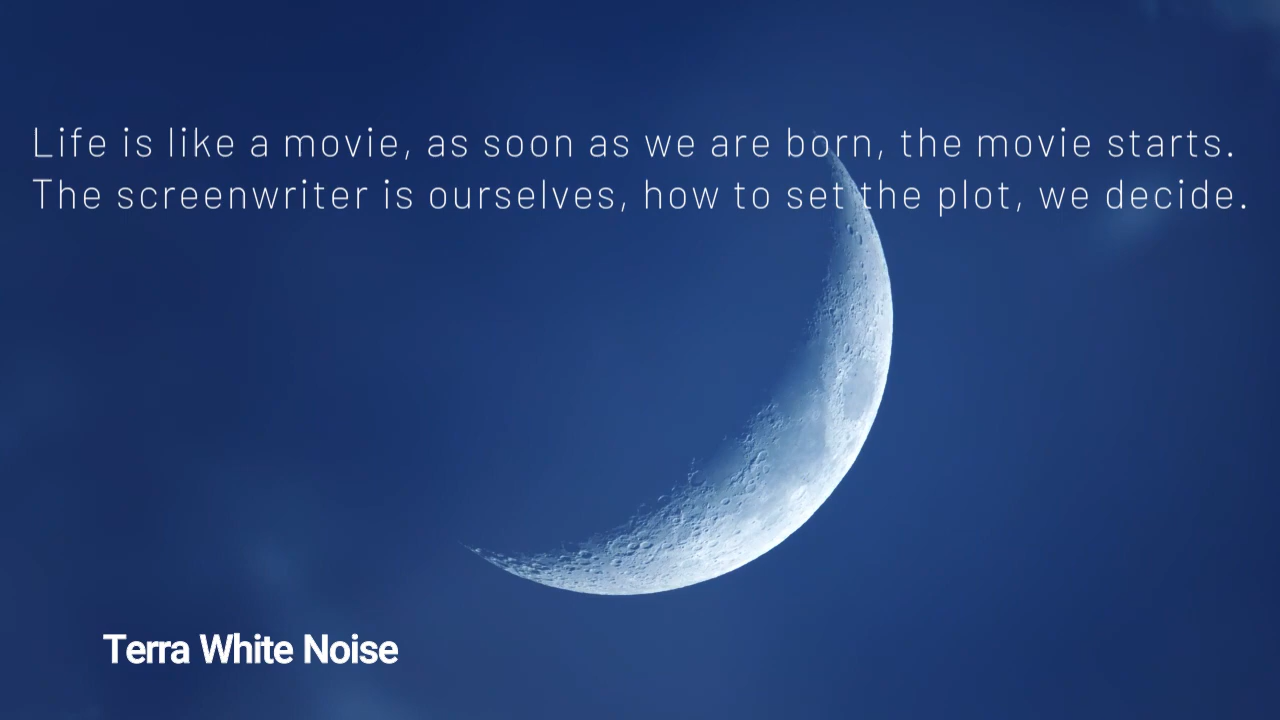 Life is like a movie, as soon as we are born, the movie starts.
The screenwriter is ourselves, how to set the plot, we decide.
Terra White Noise